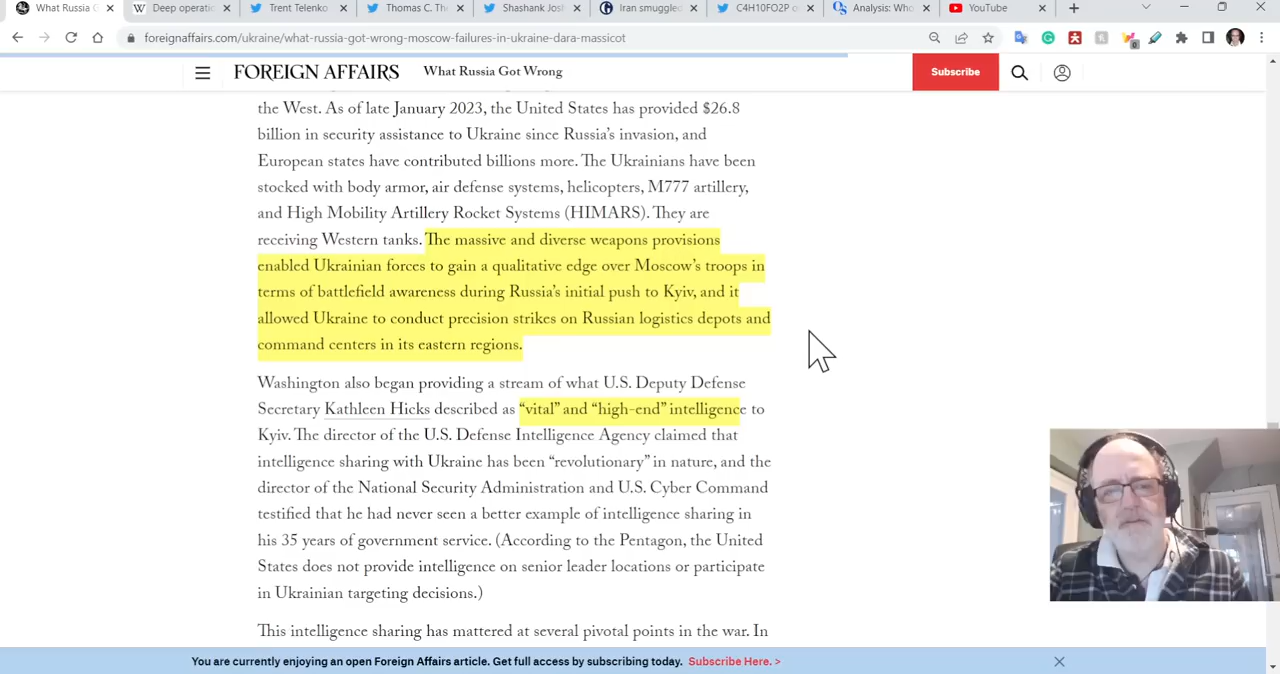 What Russia G
Deep operati
Trent Telenko
Thomas C. The
Shashank Josh
Iran smuggled
C4H10FO2P o
Analysis: Who
YouTube
foreignaffairs.com/ukraine/what-russia-got-wrong-moscow-failures-in-ukraine-dara-massicot
FOREIGN AFFAIRS
What Russia Got Wrong
Subscribe
the West. As of late January 2023, the United States has provided $26.8
billion in security assistance to Ukraine since Russia's invasion, and
European states have contributed billions more. The Ukrainians have been
stocked with body armor, air defense systems, helicopters, M777 artillery,
and High Mobility Artillery Rocket Systems (HIMARS). They are
receiving Western tanks. The massive and diverse weapons provisions
enabled Ukrainian forces to gain a qualitative edge over Moscow's troops in
terms of battlefield awareness during Russia's initial push to Kyiv, and it
allowed Ukraine to conduct precision strikes on Russian logistics depots and
command centers in its eastern regions.
Washington also began providing a stream of what U.S. Deputy Defense
Secretary Kathleen Hicks described as “vital” and “high-end” intelligence to
Kyiv. The director of the U.S. Defense Intelligence Agency claimed that
intelligence sharing with Ukraine has been “revolutionary” in nature, and the
director of the National Security Administration and U.S. Cyber Command
testified that he had never seen a better example of intelligence sharing in
his 35 years of government service. (According to the Pentagon, the United
States does not provide intelligence on senior leader locations or participate
in Ukrainian targeting decisions.)
This intelligence sharing has mattered at several pivotal points in the war. In
You are currently enjoying an open Foreign Affairs article. Get full access by subscribing today. Subscribe Here. >